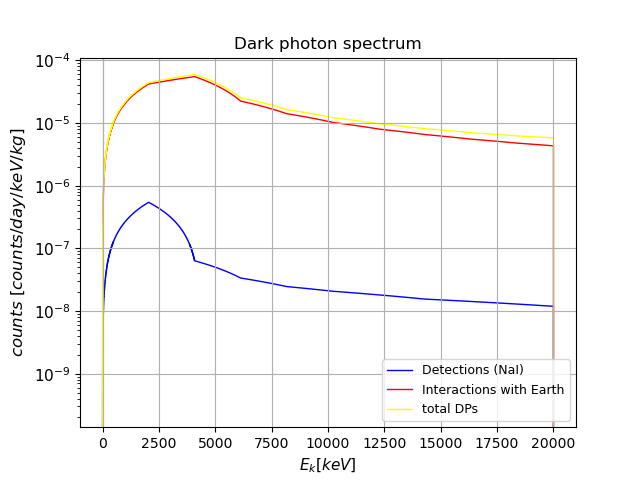 Dark photon spectrum
counts [counts/day/keV/kg]
10^{-4}
10^{-5}
10^{-6}
10^{-7}
10^{-8}
10^{-9}
Detections (NaI)
Interactions with Earth
total DPs
0 2500 5000 7500 10000 12500 15000 17500 20000
E_k[keV]